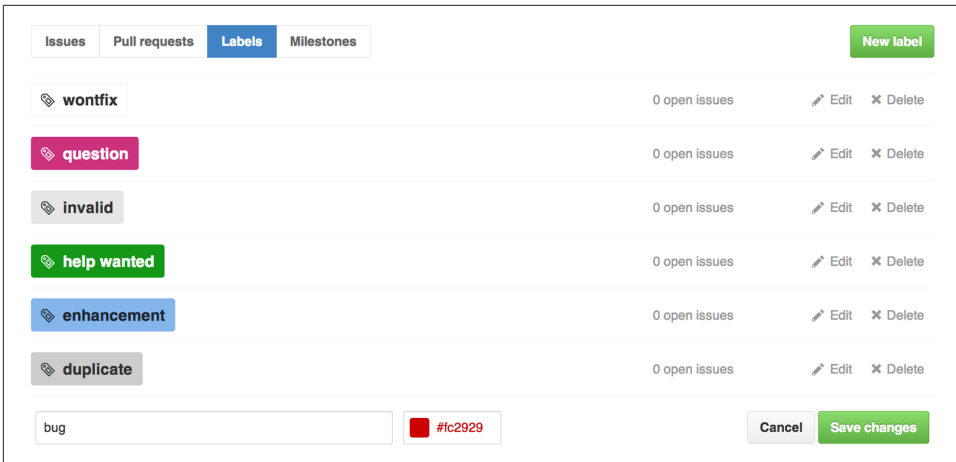 Issues Pull requests Labels Milestones New label
wontfix 0 open issues Edit Delete
question 0 open issues Edit Delete
invalid 0 open issues Edit Delete
help wanted 0 open issues Edit Delete
enhancement 0 open issues Edit Delete
duplicate 0 open issues Edit Delete
bug #fc2929 Cancel Save changes